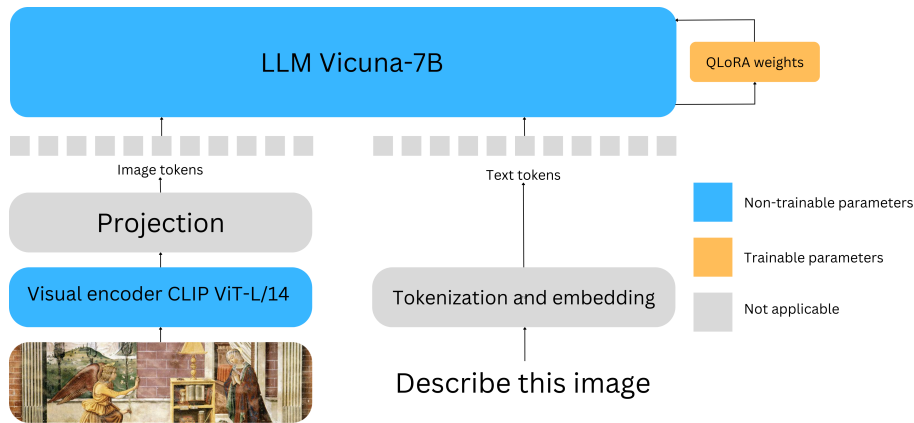 LLM Vicuna-7B
QLoRA weights
Image tokens
Text tokens
Projection
Visual encoder CLIP ViT-L/14
Tokenization and embedding
Describe this image
Non-trainable parameters
Trainable parameters
Not applicable